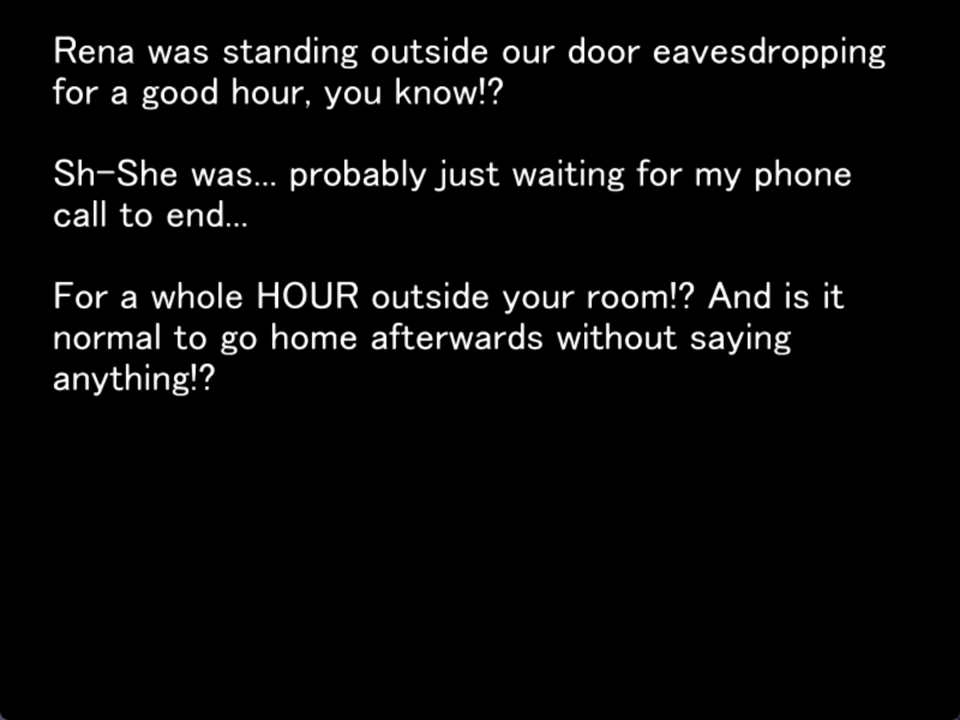 Rena was standing outside our door eavesdropping
for a good hour, you know!?
Sh-She was... probably just waiting for my phone
call to end...
For a whole HOUR outside your room!? And is it
normal to go home afterwards without saying
anything!?